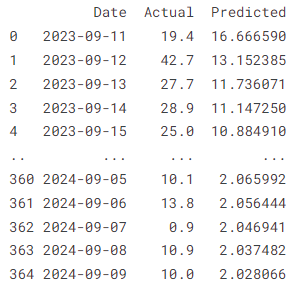 Date Actual Predicted
0 2023-09-11 19.4 16.666590
1 2023-09-12 42.7 13.152385
2 2023-09-13 27.7 11.736071
3 2023-09-14 28.9 11.147250
4 2023-09-15 25.0 10.884910
.. ... ... ...
360 2024-09-05 10.1 2.065992
361 2024-09-06 13.8 2.056444
362 2024-09-07 0.9 2.046941
363 2024-09-08 10.9 2.037482
364 2024-09-09 10.0 2.028066